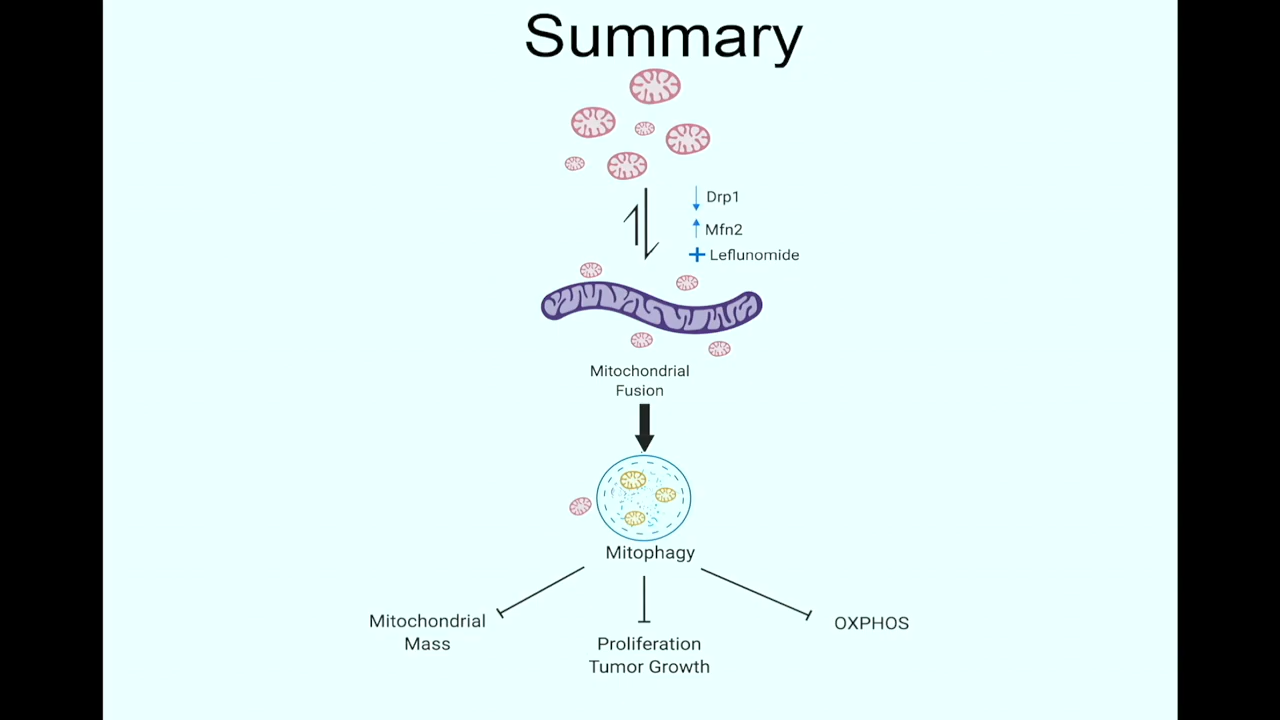 Summary
Drp1
Mfn2
Leflunomide
Mitochondrial
Fusion
Mitophagy
Mitochondrial
Mass
Proliferation
Tumor Growth
OXPHOS